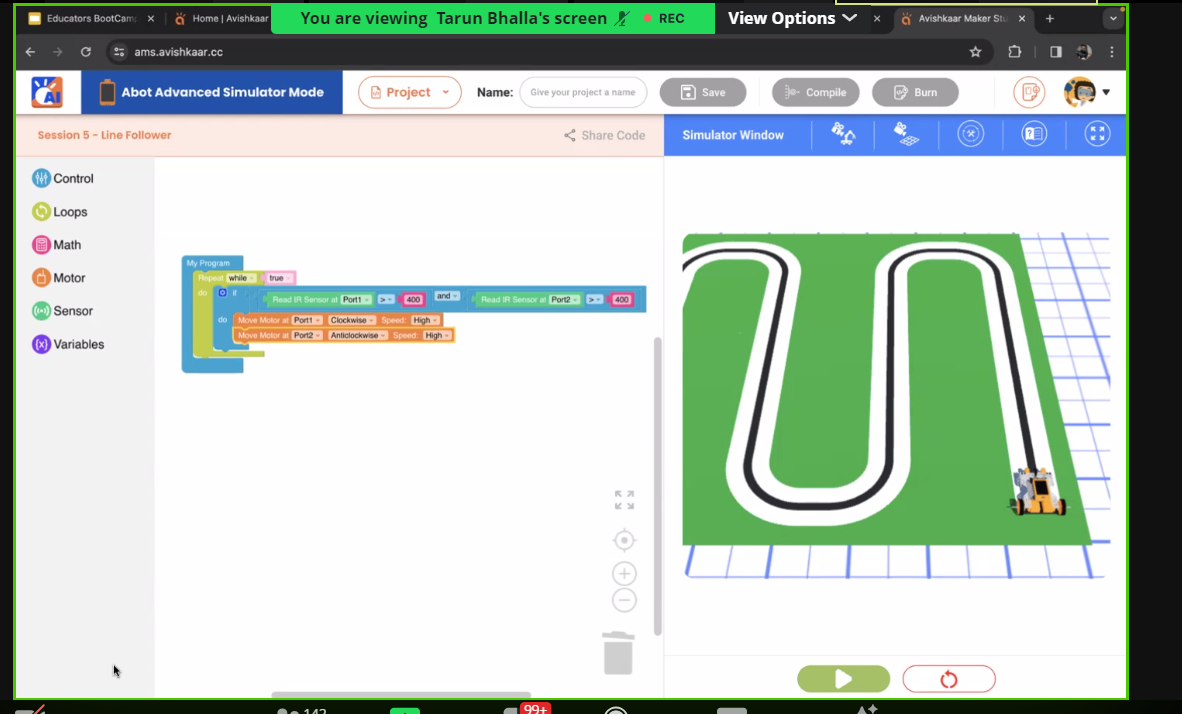 Educators BootCamp
Home | Avishkaar
You are viewing Tarun Bhalla's screen
REC
View Options
Avishkaar Maker Stu
ams.avishkaar.cc
AI
Abot Advanced Simulator Mode
Project
Name:
Give your project a name
Save
Compile
Burn
Session 5 - Line Follower
Share Code
Simulator Window
Control
Loops
Math
Motor
Sensor
Variables
My Program
Repeat while true
do if Read IR Sensor at Port1 > 400 and Read IR Sensor at Port2 > 400
do Move Motor at Port1 Clockwise Speed: High
Move Motor at Port2 Anticlockwise Speed: High
142
99+